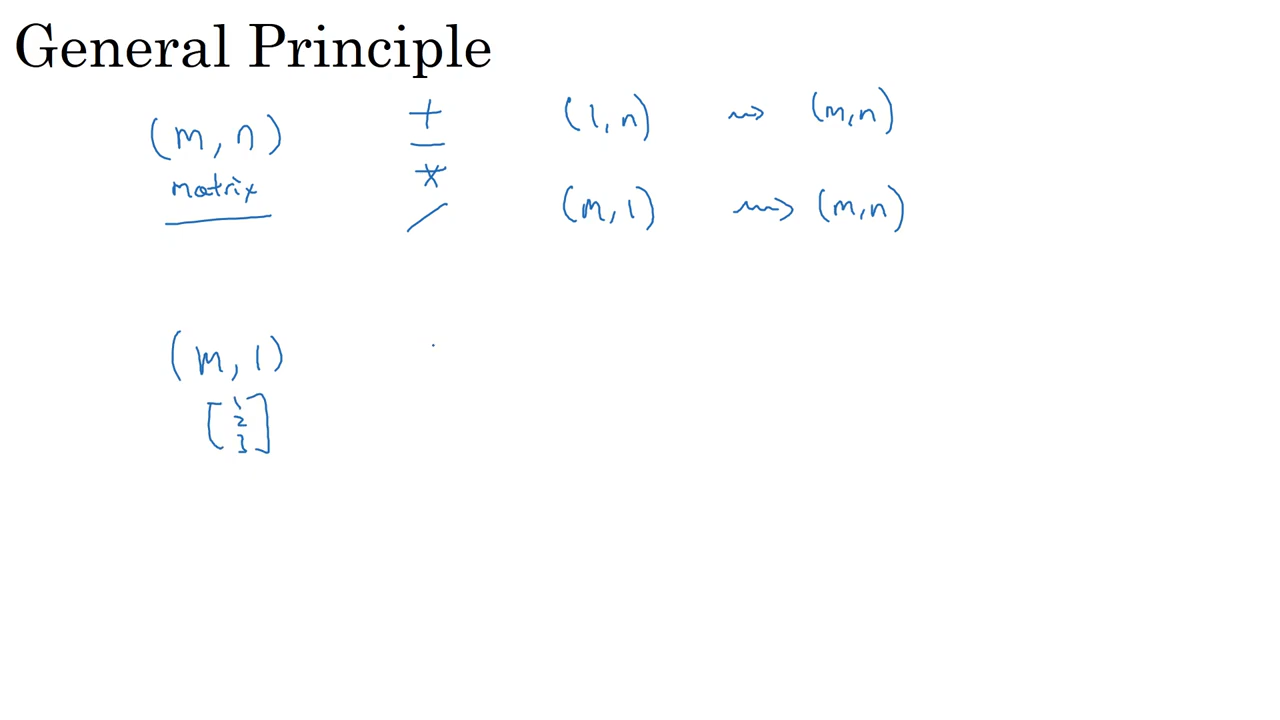 General Principle
(m, n) + (1, n) ⇝ (m, n)
matrix − *
/ (m, 1) ⇝ (m, n)
(m, 1)
[1
2
3]